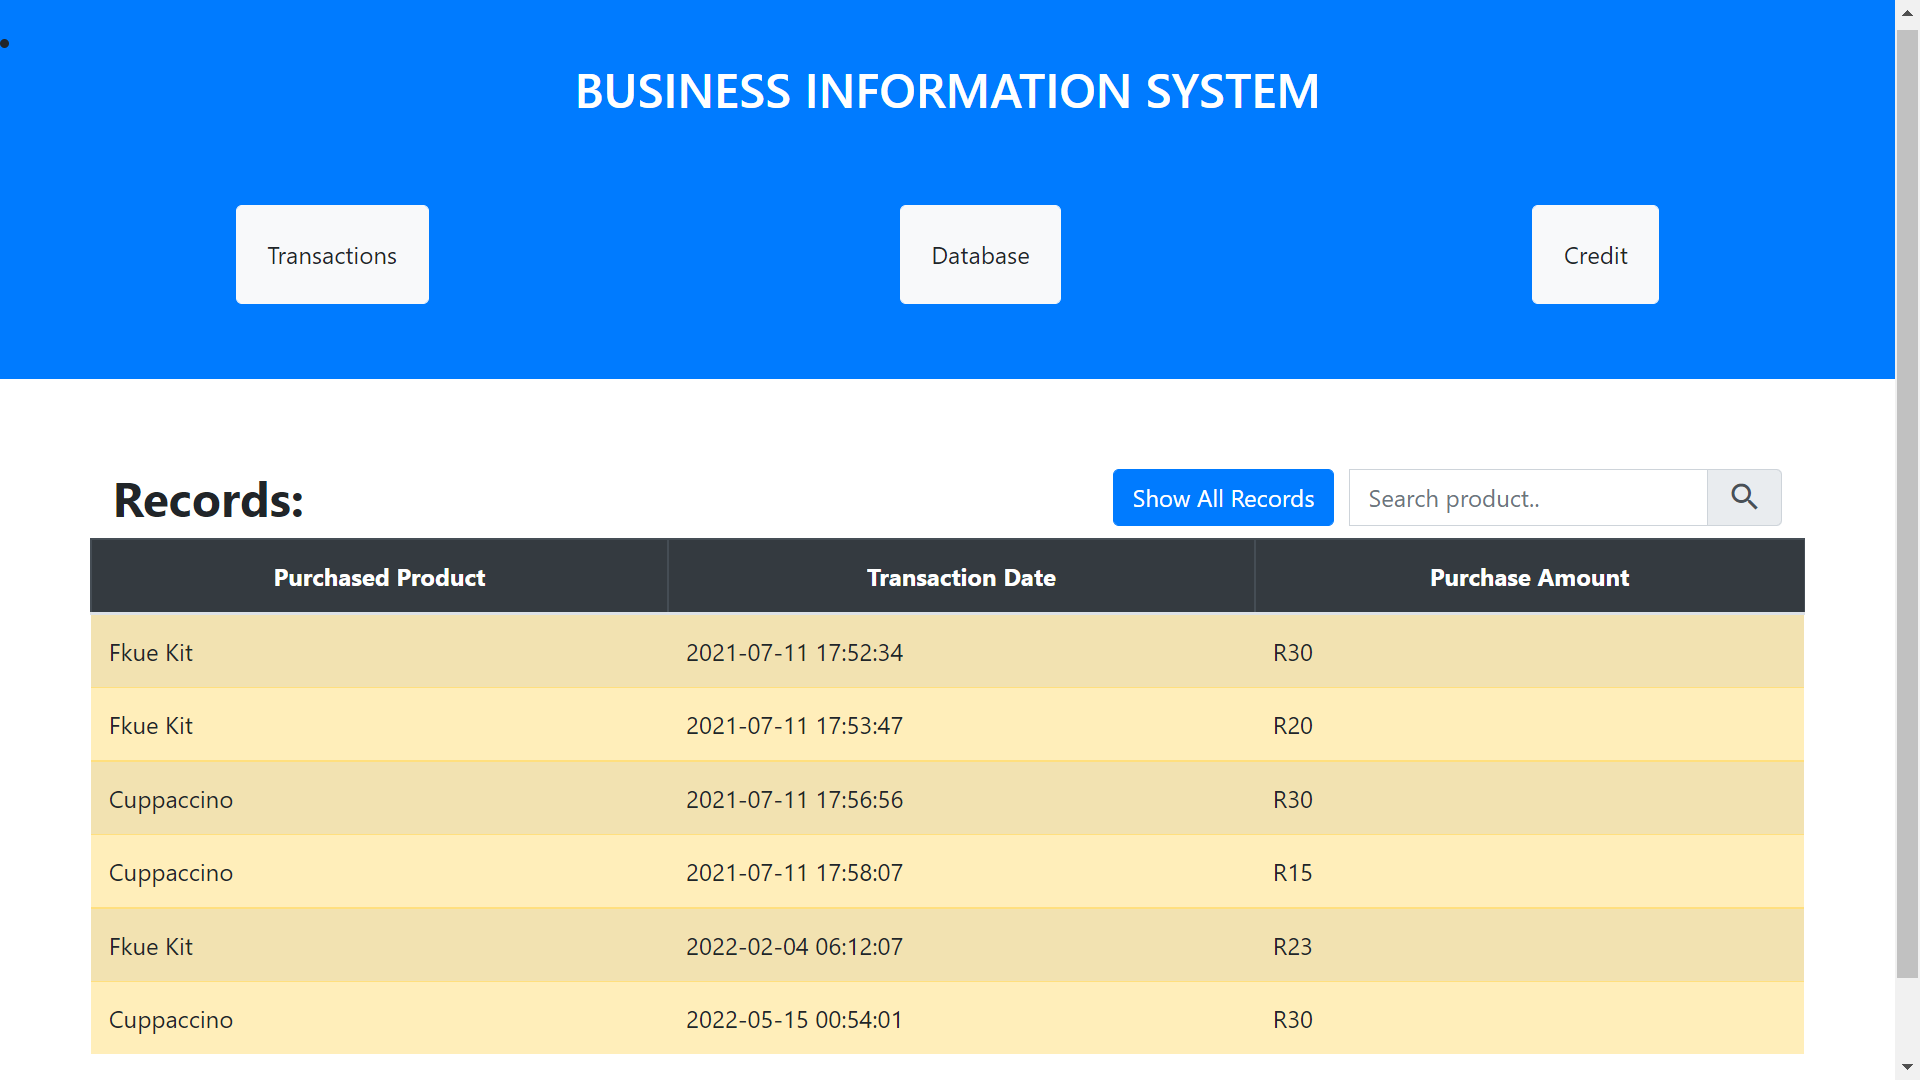 BUSINESS INFORMATION SYSTEM
Transactions Database Credit
Records: Show All Records Search product..
Purchased Product Transaction Date Purchase Amount
Fkue Kit 2021-07-11 17:52:34 R30
Fkue Kit 2021-07-11 17:53:47 R20
Cuppaccino 2021-07-11 17:56:56 R30
Cuppaccino 2021-07-11 17:58:07 R15
Fkue Kit 2022-02-04 06:12:07 R23
Cuppaccino 2022-05-15 00:54:01 R30